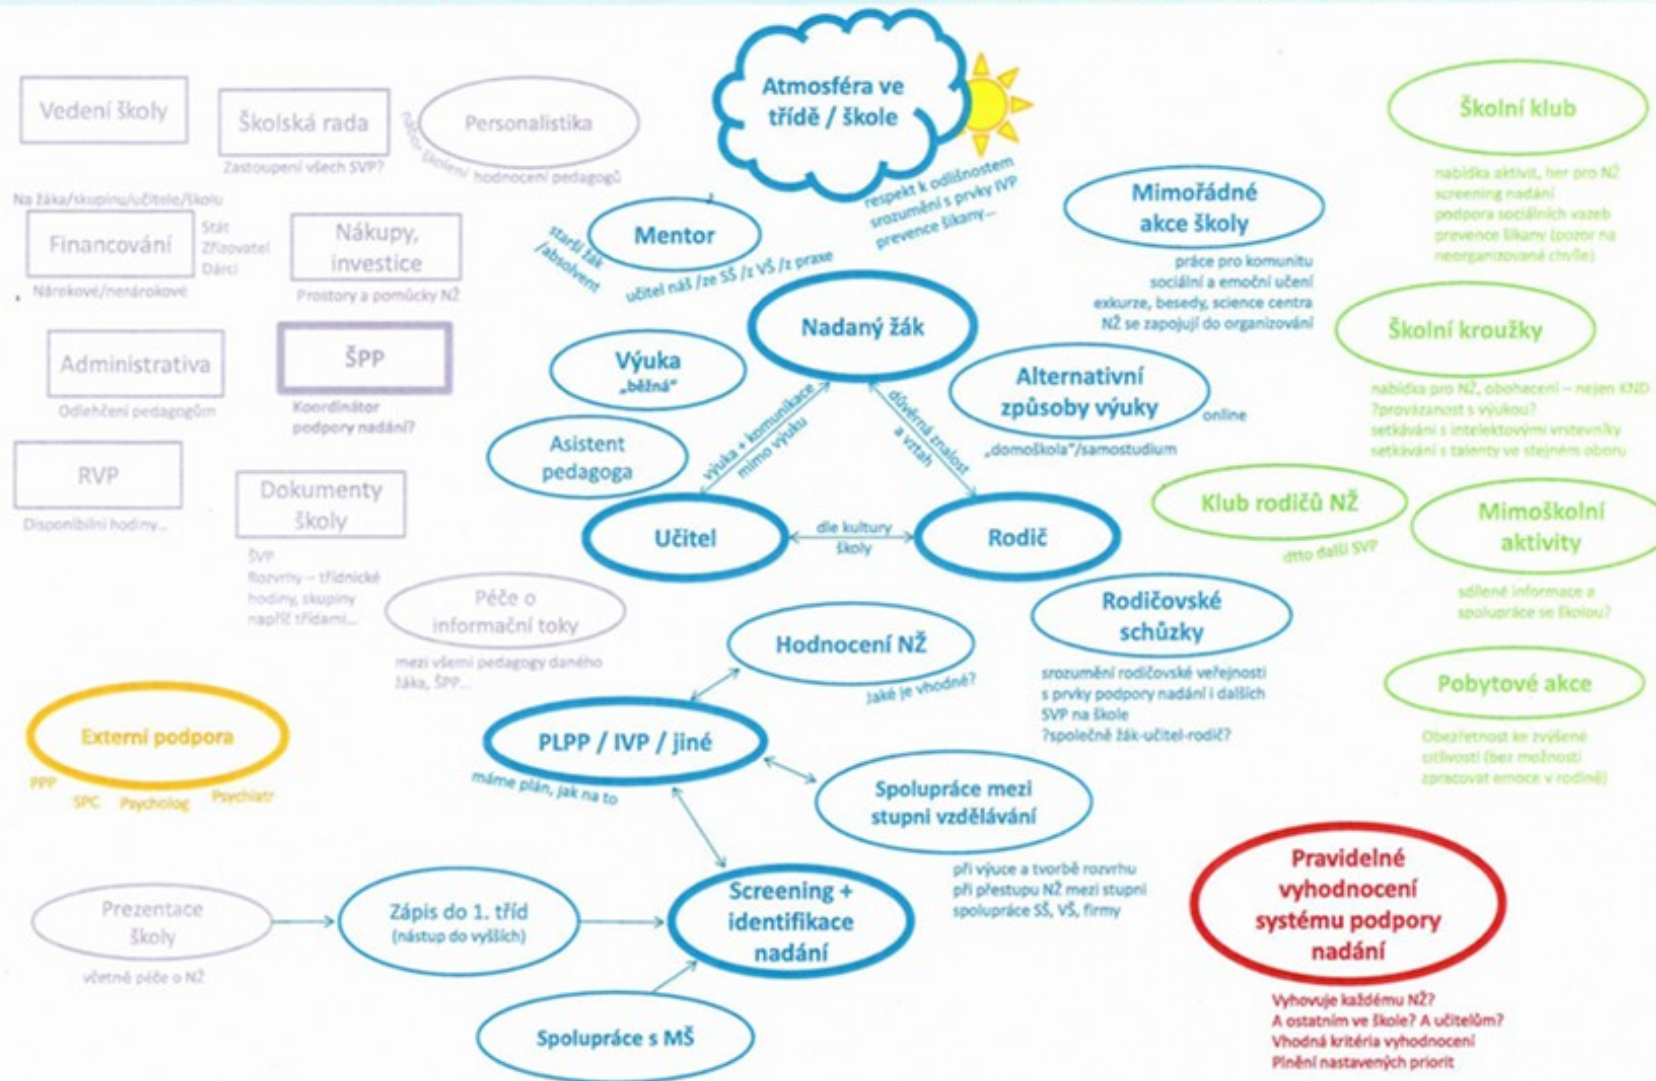 Atmosféra ve
třídě / škole
respekt k odlišnostem
srozumění s prvky IVP
prevence šikany...
Vedení školy
Školská rada
Zastoupení všech SVP?
Personalistika
nábor školení hodnocení pedagogů
Na žáka/skupinu/učitele/školu
Financování
Stát
Zřizovatel
Dárci
Nárokové/nenárokové
Nákupy,
investice
Prostory a pomůcky NŽ
Administrativa
Odlehčení pedagogům
ŠPP
Koordinátor
podpory nadání?
RVP
Disponibilní hodiny...
Dokumenty
školy
ŠVP
Rozvrhy – třídnické
hodiny, skupiny
napříč třídami...
Péče o
informační toky
mezi všemi pedagogy daného
žáka, ŠPP...
Mentor
starší žák
/absolvent
učitel náš /ze SŠ /z VŠ /z praxe
Nadaný žák
Výuka
„běžná“
Asistent
pedagoga
výuka + komunikace
mimo výuku
důvěrná znalost
a vztah
Učitel
dle kultury
školy
Rodič
Mimořádné
akce školy
práce pro komunitu
sociální a emoční učení
exkurze, besedy, science centra
NŽ se zapojují do organizování
Alternativní
způsoby výuky
online
„domoškola“/samostudium
Školní klub
nabídka aktivit, her pro NŽ
screening nadání
podpora sociálních vazeb
prevence šikany (pozor na
neorganizované chvíle)
Školní kroužky
nabídka pro NŽ, obohacení – nejen KND
?provázanost s výukou?
setkávání s intelektovými vrstevníky
setkávání s talenty ve stejném oboru
Klub rodičů NŽ
dtto další SVP
Mimoškolní
aktivity
sdílené informace a
spolupráce se školou?
Rodičovské
schůzky
srozumění rodičovské veřejnosti
s prvky podpory nadání i dalších
SVP na škole
?společně žák-učitel-rodič?
Pobytové akce
Obezřetnost ke zvýšené
citlivosti (bez možnosti
zpracovat emoce v rodině)
Hodnocení NŽ
Jaké je vhodné?
Externí podpora
PPP
SPC
Psycholog
Psychiatr
PLPP / IVP / jiné
máme plán, jak na to
Spolupráce mezi
stupni vzdělávání
při výuce a tvorbě rozvrhu
při přestupu NŽ mezi stupni
spolupráce SŠ, VŠ, firmy
Prezentace
školy
včetně péče o NŽ
Zápis do 1. tříd
(nástup do vyšších)
Screening +
identifikace
nadání
Spolupráce s MŠ
Pravidelné
vyhodnocení
systému podpory
nadání
Vyhovuje každému NŽ?
A ostatním ve škole? A učitelům?
Vhodná kritéria vyhodnocení
Plnění nastavených priorit